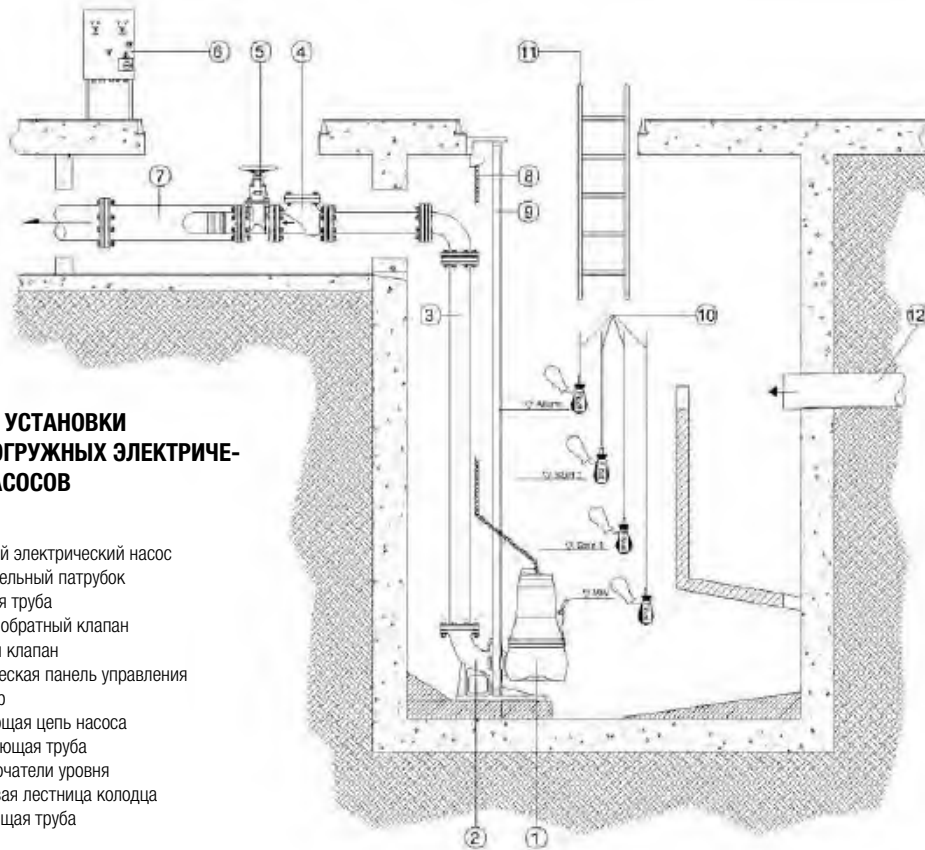 6
5
4
11
7
8
9
3
10
12
УСТАНОВКИ
ОГРУЖНЫХ ЭЛЕКТРИЧЕ-
АСОСОВ
й электрический насос
ельный патрубок
я труба
обратный клапан
клапан
еская панель управления
р
ющая цепь насоса
ющая труба
очатели уровня
вая лестница колодца
щая труба
2
1